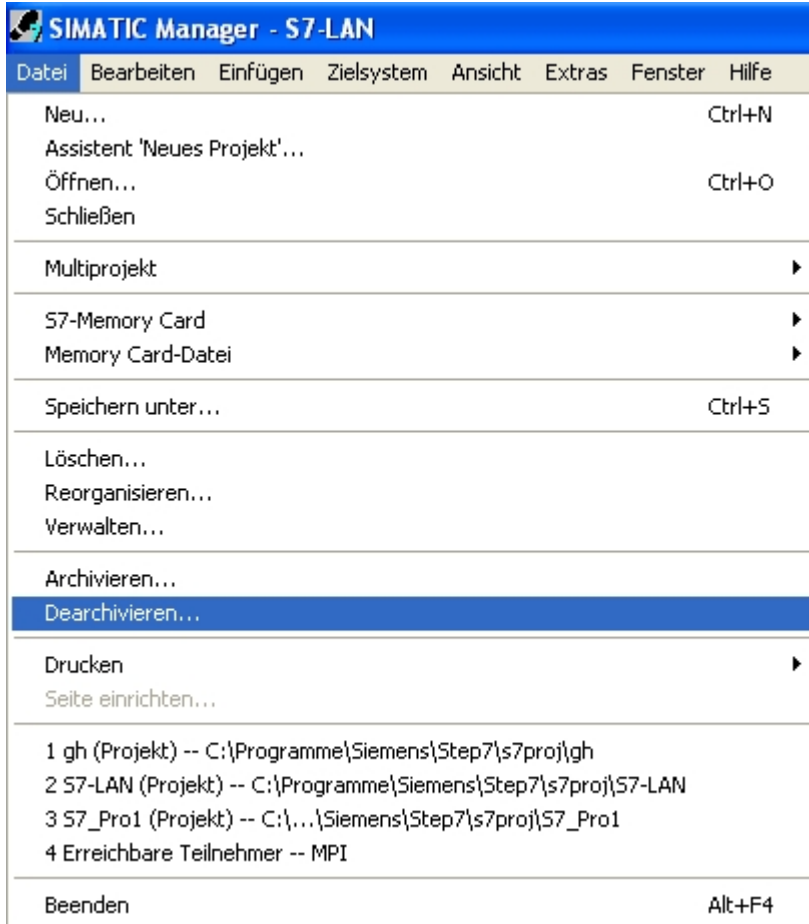 SIMATIC Manager - S7-LAN
Datei Bearbeiten Einfügen Zielsystem Ansicht Extras Fenster Hilfe
Neu... Ctrl+N
Assistent 'Neues Projekt'...
Öffnen... Ctrl+O
Schließen
Multiprojekt
S7-Memory Card
Memory Card-Datei
Speichern unter... Ctrl+S
Löschen...
Reorganisieren...
Verwalten...
Archivieren...
Dearchivieren...
Drucken
Seite einrichten...
1 gh (Projekt) -- C:\Programme\Siemens\Step7\s7proj\gh
2 S7-LAN (Projekt) -- C:\Programme\Siemens\Step7\s7proj\S7-LAN
3 S7_Pro1 (Projekt) -- C:\...\Siemens\Step7\s7proj\S7_Pro1
4 Erreichbare Teilnehmer -- MPI
Beenden Alt+F4